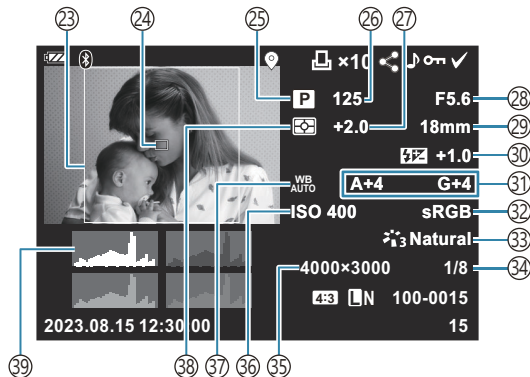 23 24 25 26 27
×10
P 125 F5.6 28
+2.0 18mm 29
+1.0 30
WB AUTO A+4 G+4 31
ISO 400 sRGB 32
3 Natural 33
4000×3000 1/8 34
4:3 L N 100-0015
2023.08.15 12:30:00 15
39 38 37 36 35